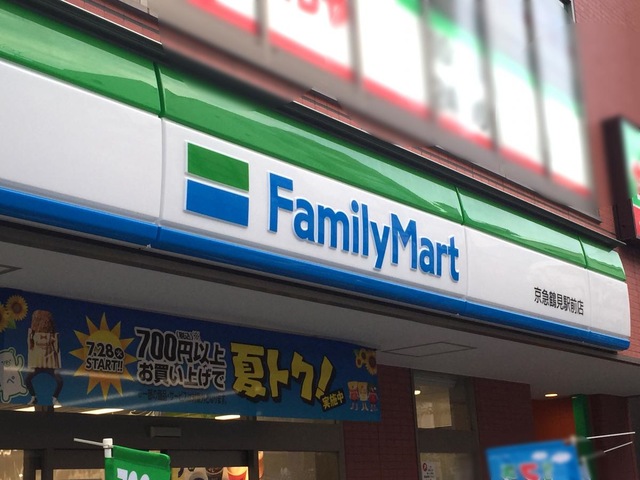 FamilyMart
京急鶴見駅前店
7.28
START!!
700円以上
お買い上げで
夏トク!
実施中